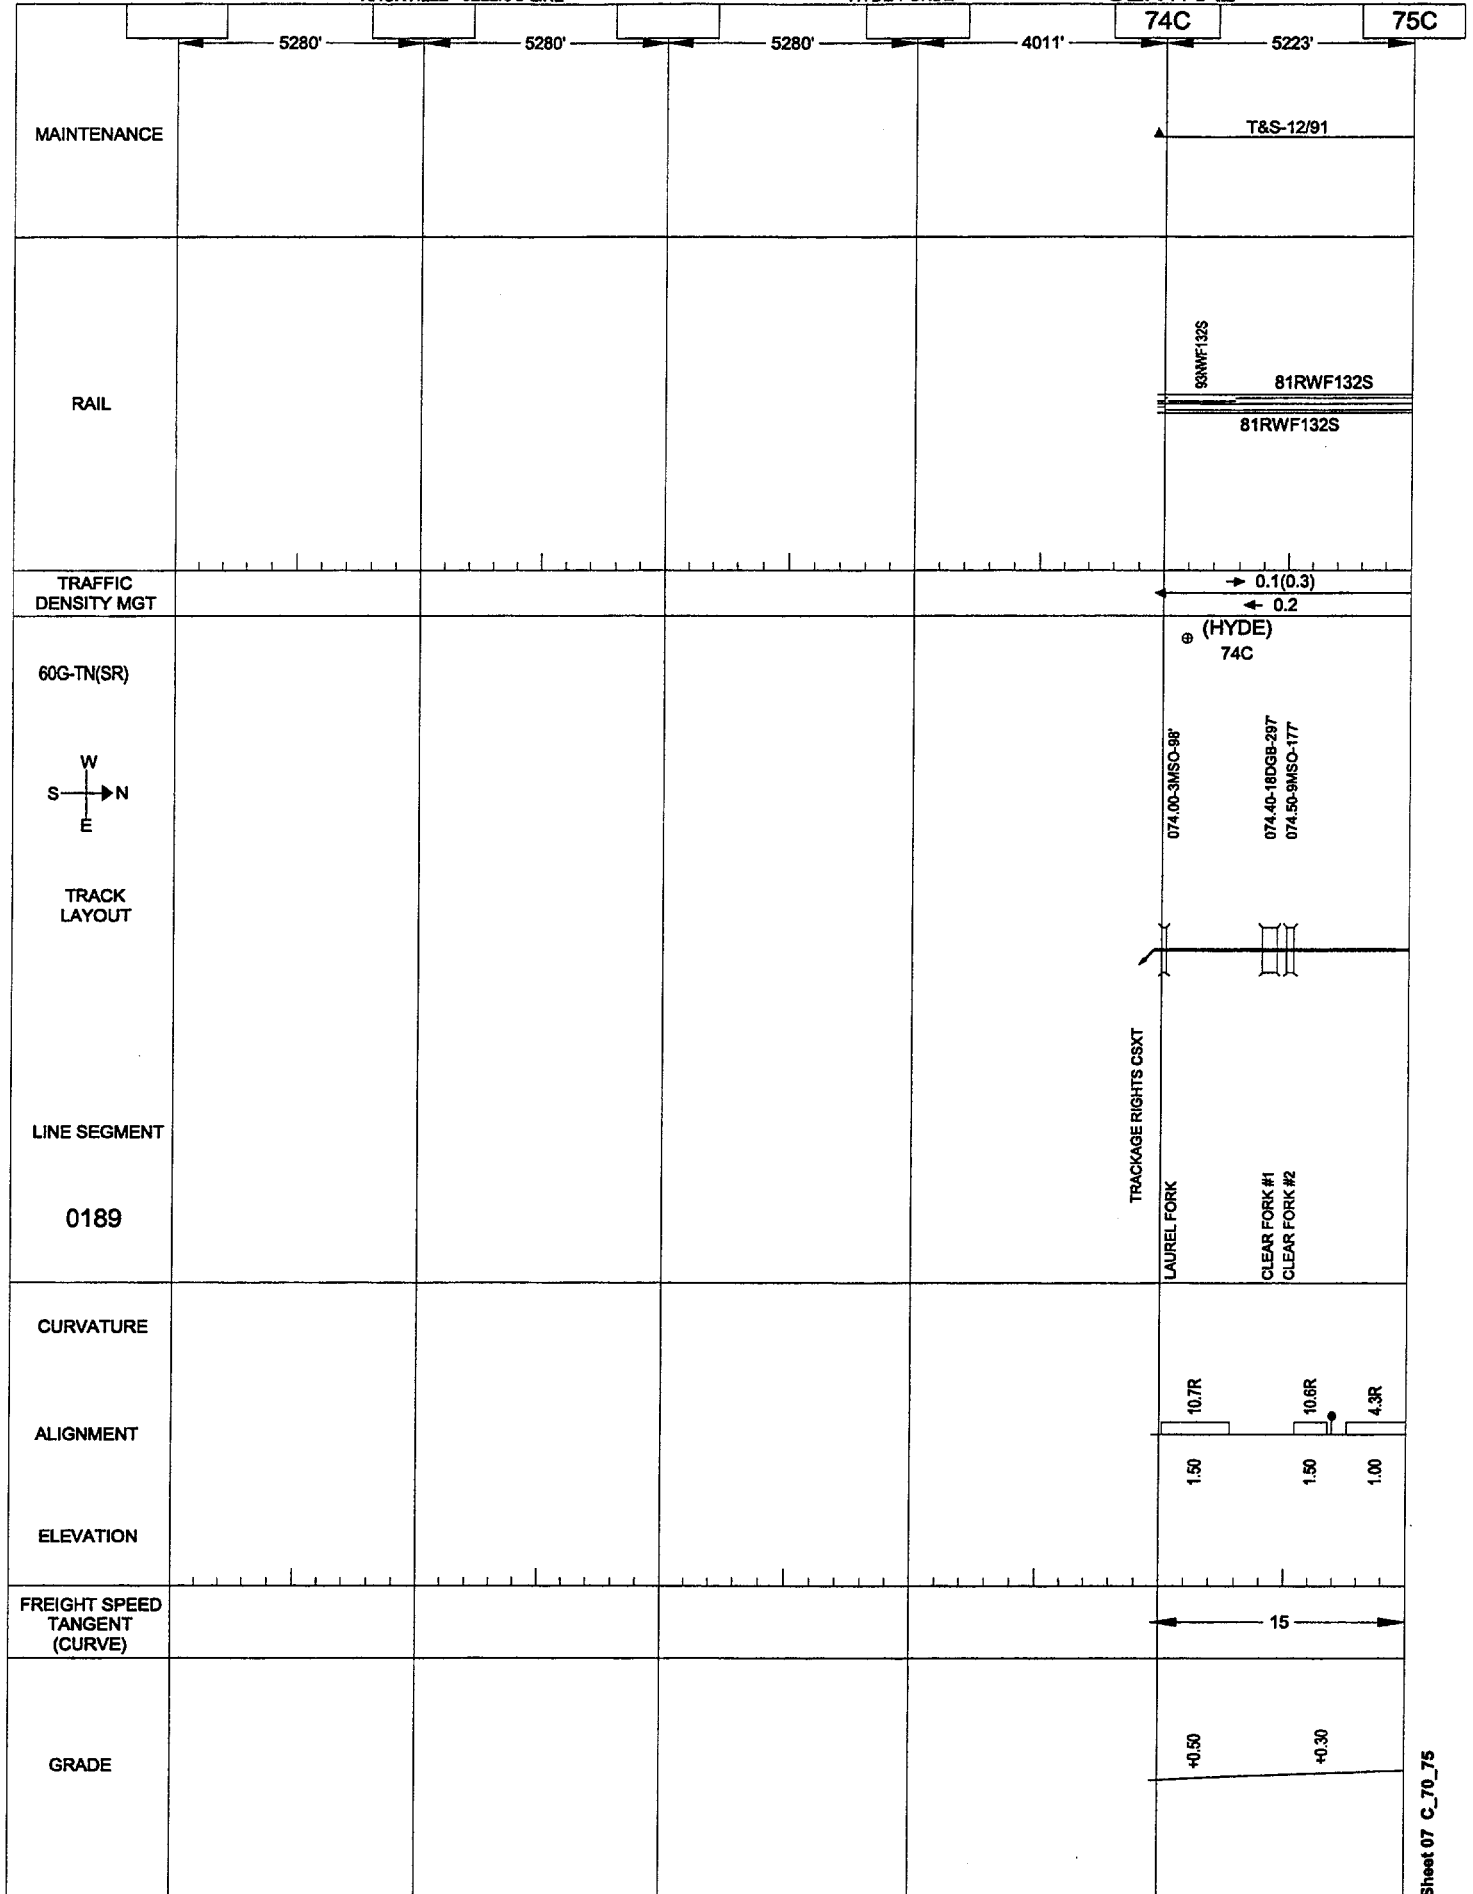 74C
75C
5280'
5280'
5280'
4011'
5223'
MAINTENANCE
T&S-12/91
RAIL
93NWF132S
81RWF132S
81RWF132S
TRAFFIC
DENSITY MGT
0.1(0.3)
0.2
60G-TN(SR)
(HYDE)
74C
W
S
N
E
074.00-3MSO-98'
074.40-18DGB-297'
074.50-9MSO-177'
TRACK
LAYOUT
LINE SEGMENT
0189
TRACKAGE RIGHTS CSXT
LAUREL FORK
CLEAR FORK #1
CLEAR FORK #2
CURVATURE
ALIGNMENT
10.7R
10.6R
4.3R
1.50
1.50
1.00
ELEVATION
FREIGHT SPEED
TANGENT
(CURVE)
15
GRADE
+0.50
+0.30
Sheet 07 C_70_75